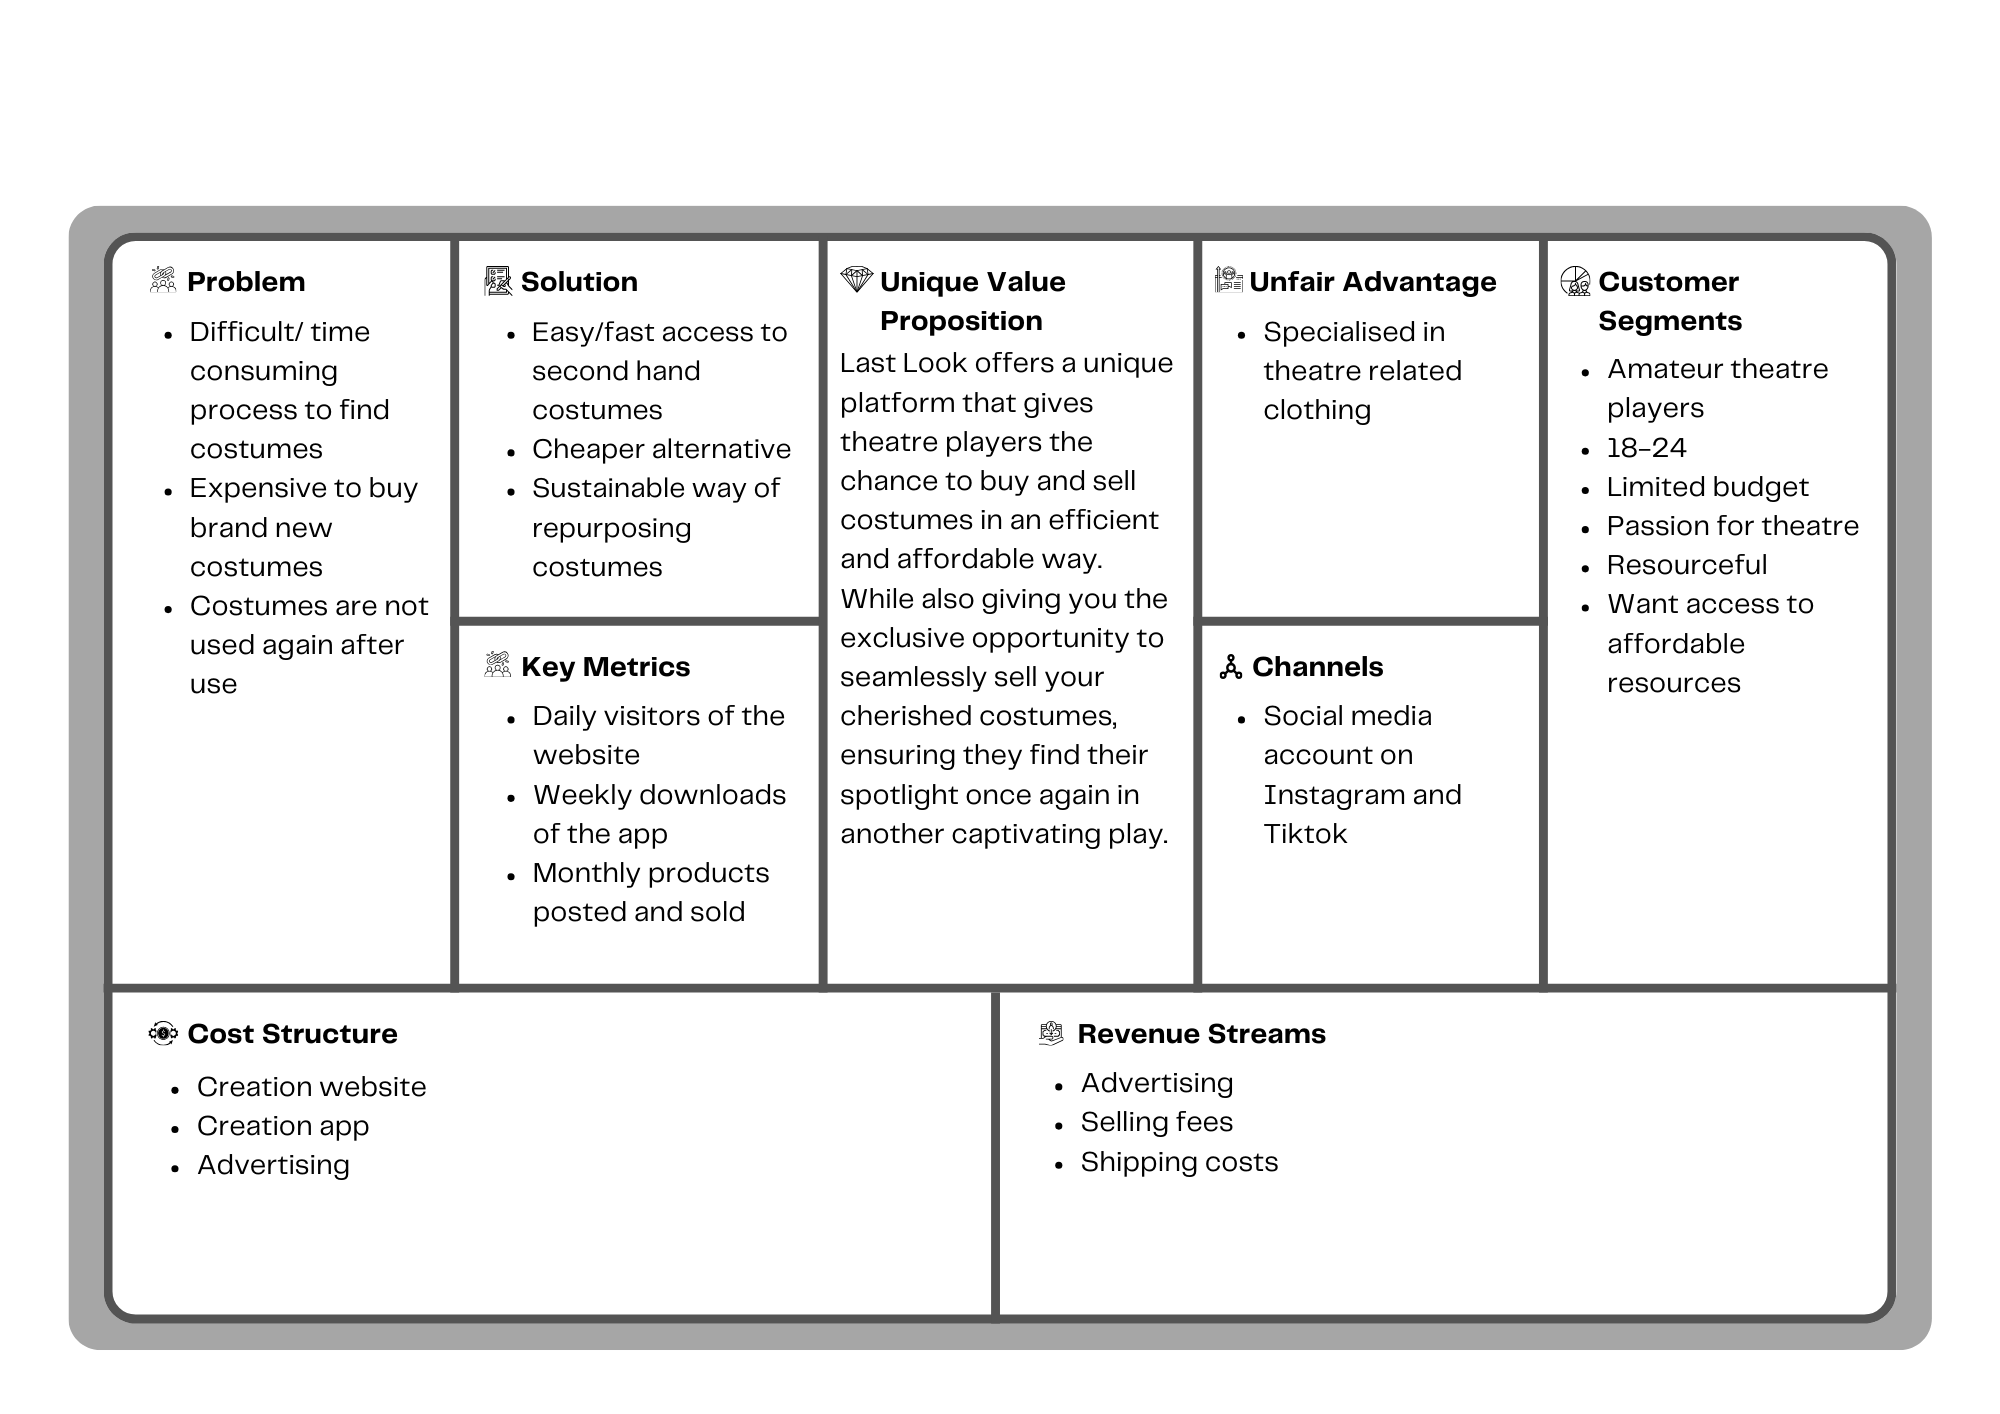 Problem
Difficult/ time
consuming
process to find
costumes
Expensive to buy
brand new
costumes
Costumes are not
used again after
use
Solution
Easy/fast access to
second hand
costumes
Cheaper alternative
Sustainable way of
repurposing
costumes
Key Metrics
Daily visitors of the
website
Weekly downloads
of the app
Monthly products
posted and sold
Unique Value
Proposition
Last Look offers a unique
platform that gives
theatre players the
chance to buy and sell
costumes in an efficient
and affordable way.
While also giving you the
exclusive opportunity to
seamlessly sell your
cherished costumes,
ensuring they find their
spotlight once again in
another captivating play.
Unfair Advantage
Specialised in
theatre related
clothing
Channels
Social media
account on
Instagram and
Tiktok
Customer
Segments
Amateur theatre
players
18-24
Limited budget
Passion for theatre
Resourceful
Want access to
affordable
resources
Cost Structure
Creation website
Creation app
Advertising
Revenue Streams
Advertising
Selling fees
Shipping costs